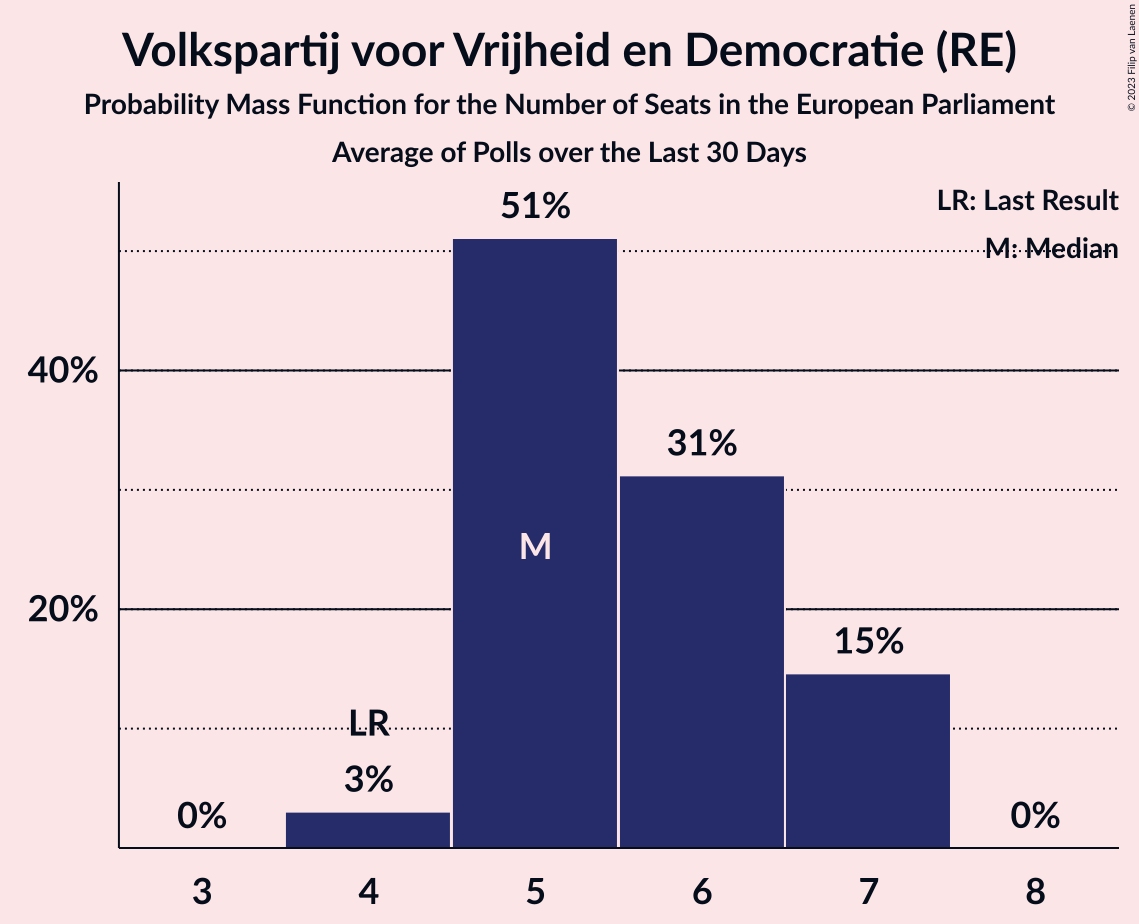 Volkspartij voor Vrijheid en Democratie (RE)
Probability Mass Function for the Number of Seats in the European Parliament
Average of Polls over the Last 30 Days
© 2023 Filip van Laenen
LR: Last Result
M: Median
51%
40%
31%
M
20%
15%
LR
3%
0%
0%
3 4 5 6 7 8